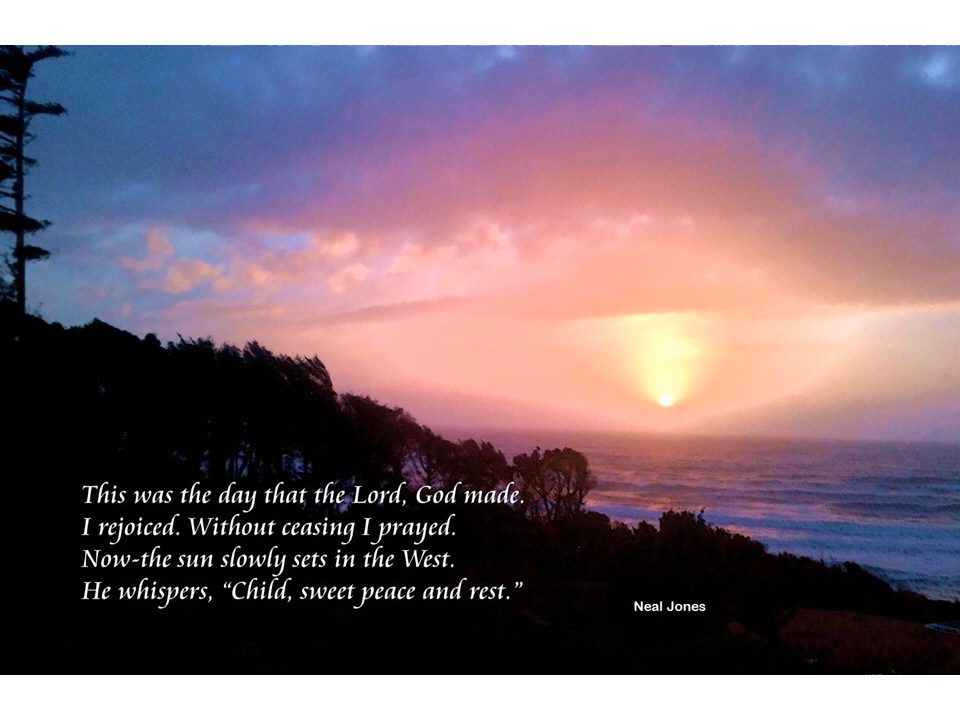 This was the day that the Lord, God made.
I rejoiced. Without ceasing I prayed.
Now-the sun slowly sets in the West.
He whispers, “Child, sweet peace and rest.”
Neal Jones